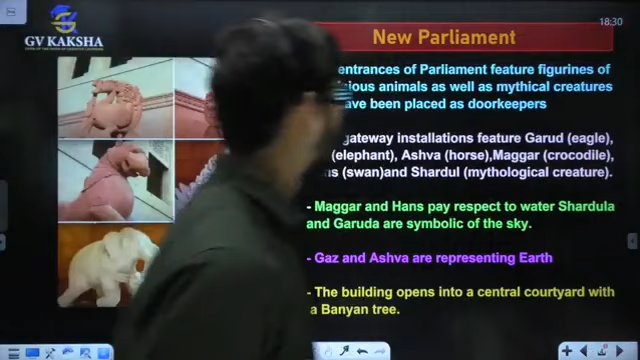 GV KAKSHA
18:30
New Parliament
entrances of Parliament feature figurines of
animals as well as mythical creatures
been placed as doorkeepers
gateway installations feature Garud (eagle),
(elephant), Ashva (horse),Maggar (crocodile),
(swan)and Shardul (mythological creature).
- Maggar and Hans pay respect to water Shardula
and Garuda are symbolic of the sky.
- Gaz and Ashva are representing Earth
- The building opens into a central courtyard with
a Banyan tree.